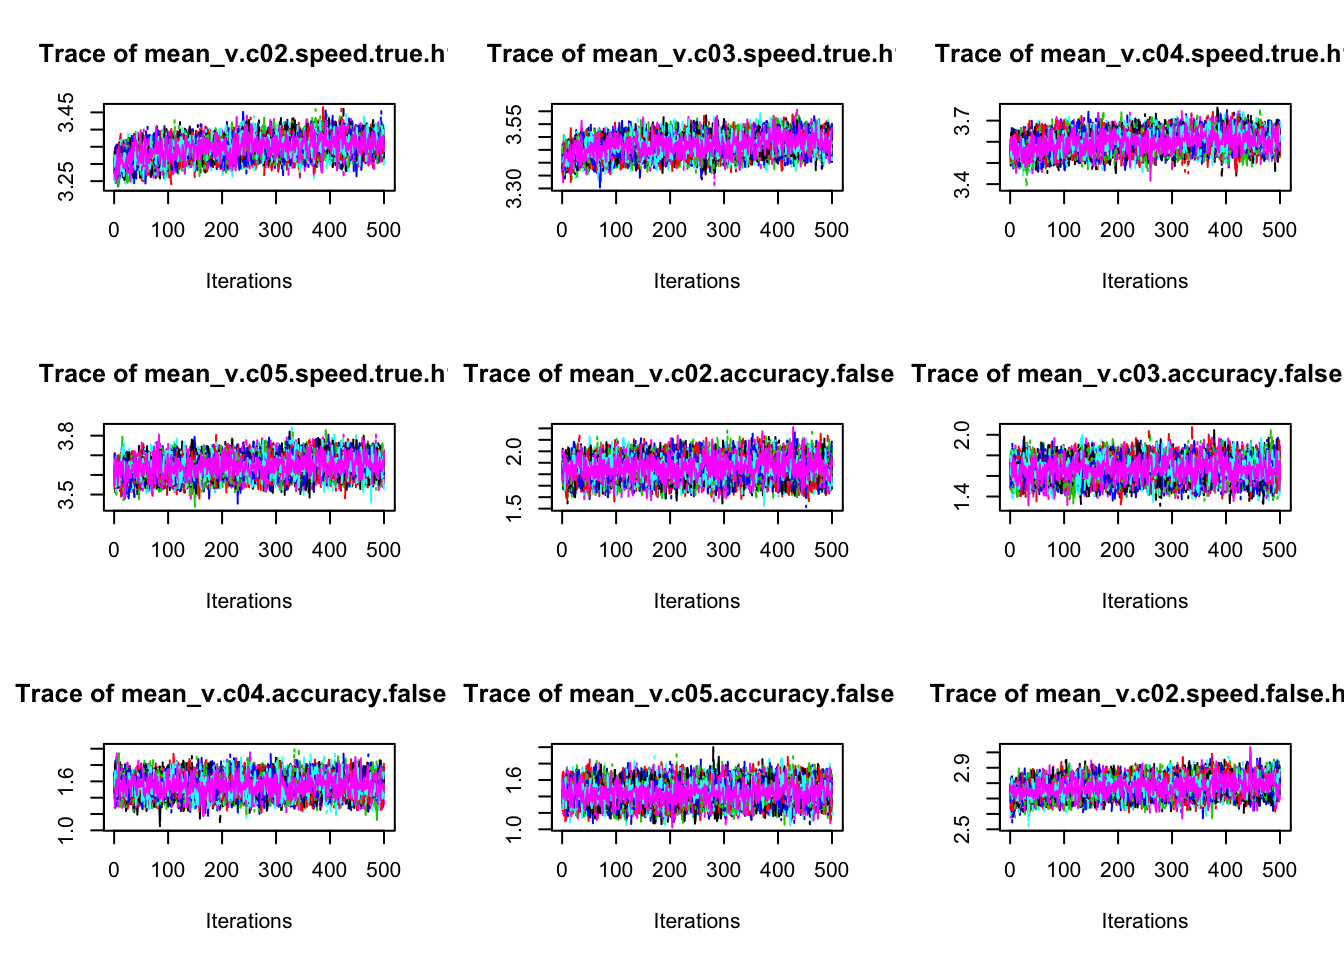 Trace of mean_v.c02.speed.true.h
Trace of mean_v.c03.speed.true.h
Trace of mean_v.c04.speed.true.h
3.25 3.45
3.30 3.55
3.4 3.7
0 100 200 300 400 500
0 100 200 300 400 500
0 100 200 300 400 500
Iterations
Iterations
Iterations
Trace of mean_v.c05.speed.true.h
Trace of mean_v.c02.accuracy.false
Trace of mean_v.c03.accuracy.false
3.5 3.8
1.5 2.0
1.4 2.0
0 100 200 300 400 500
0 100 200 300 400 500
0 100 200 300 400 500
Iterations
Iterations
Iterations
Trace of mean_v.c04.accuracy.false
Trace of mean_v.c05.accuracy.false
Trace of mean_v.c02.speed.false.h
1.0 1.6
1.0 1.6
2.5 2.9
0 100 200 300 400 500
0 100 200 300 400 500
0 100 200 300 400 500
Iterations
Iterations
Iterations